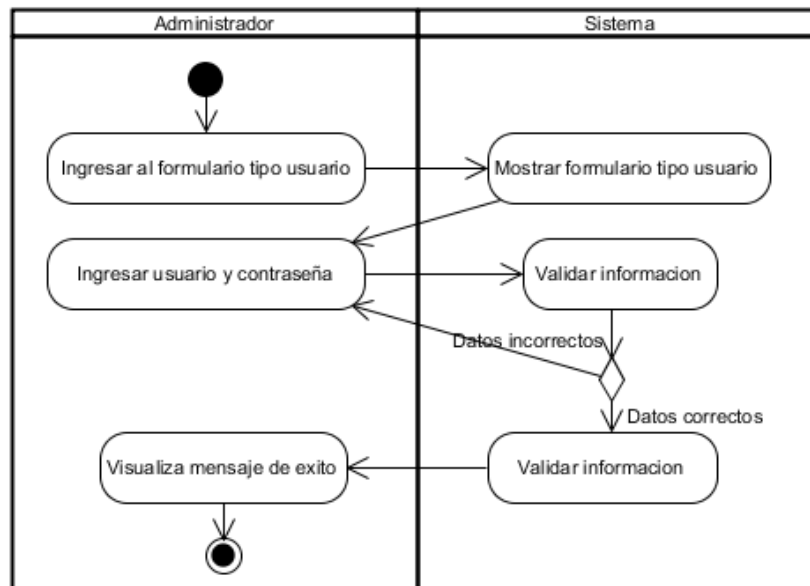 Administrador
Sistema
Ingresar al formulario tipo usuario
Mostrar formulario tipo usuario
Ingresar usuario y contraseña
Validar informacion
Datos incorrectos
Datos correctos
Visualiza mensaje de exito
Validar informacion